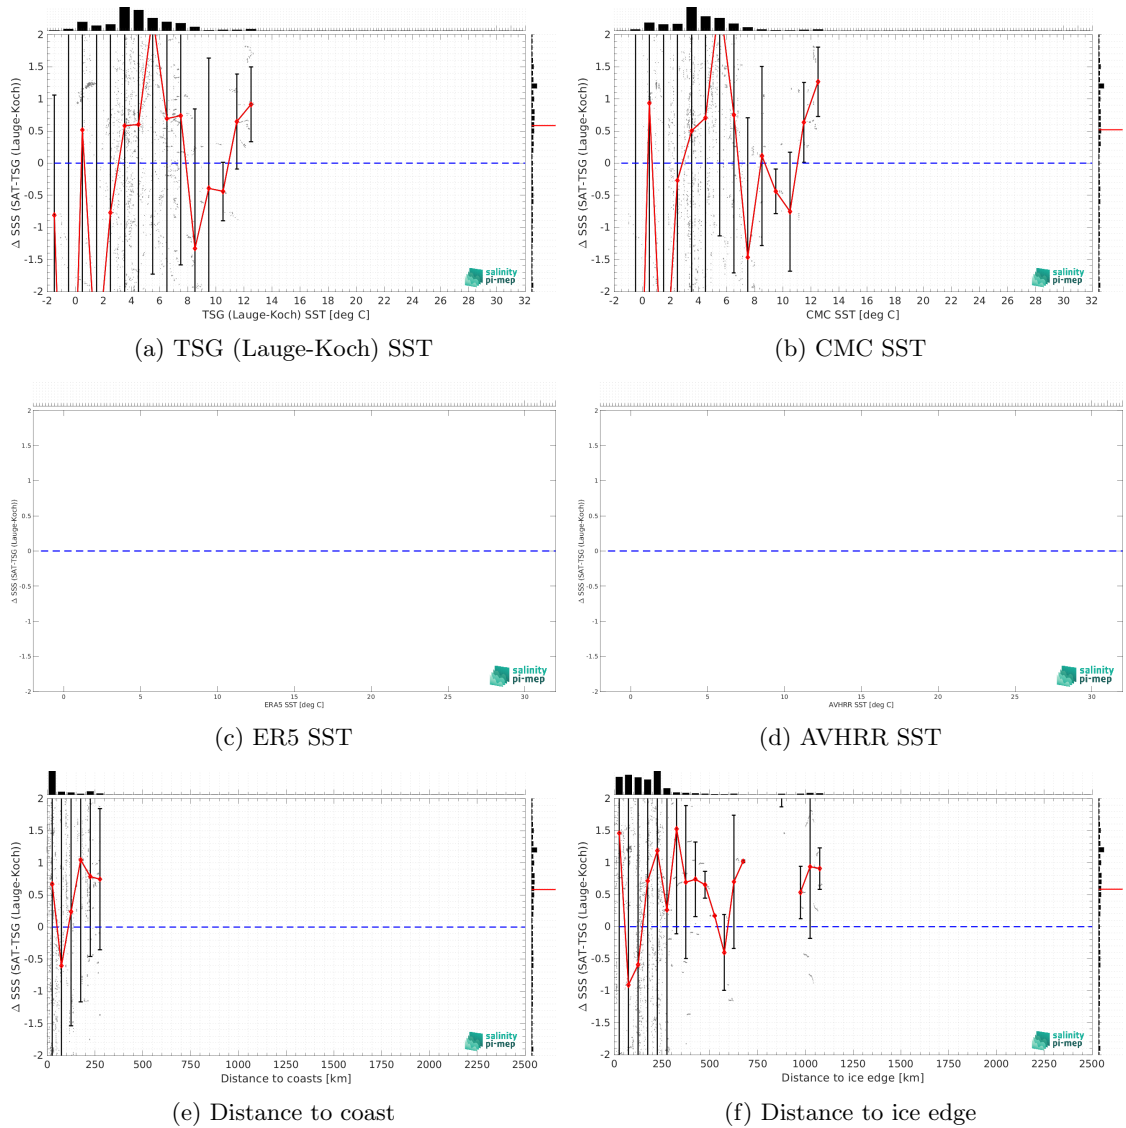 2
1.5
1
0.5
0
-0.5
-1
-1.5
-2
Δ SSS (SAT-TSG (Lauge-Koch))
-2 0 2 4 6 8 10 12 14 16 18 20 22 24 26 28 30 32
TSG (Lauge-Koch) SST [deg C]
salinity
pi-mep
(a) TSG (Lauge-Koch) SST
2
1.5
1
0.5
0
-0.5
-1
-1.5
-2
Δ SSS (SAT-TSG (Lauge-Koch))
-2 0 2 4 6 8 10 12 14 16 18 20 22 24 26 28 30 32
CMC SST [deg C]
salinity
pi-mep
(b) CMC SST
2
1.5
1
0.5
0
-0.5
-1
-1.5
-2
Δ SSS (SAT-TSG (Lauge-Koch))
0 5 10 15 20 25 30
ERA5 SST [deg C]
salinity
pi-mep
(c) ER5 SST
2
1.5
1
0.5
0
-0.5
-1
-1.5
-2
Δ SSS (SAT-TSG (Lauge-Koch))
0 5 10 15 20 25 30
AVHRR SST [deg C]
salinity
pi-mep
(d) AVHRR SST
2
1.5
1
0.5
0
-0.5
-1
-1.5
-2
Δ SSS (SAT-TSG (Lauge-Koch))
0 250 500 750 1000 1250 1500 1750 2000 2250 2500
Distance to coasts [km]
salinity
pi-mep
(e) Distance to coast
2
1.5
1
0.5
0
-0.5
-1
-1.5
-2
Δ SSS (SAT-TSG (Lauge-Koch))
0 250 500 750 1000 1250 1500 1750 2000 2250 2500
Distance to ice edge [km]
salinity
pi-mep
(f) Distance to ice edge